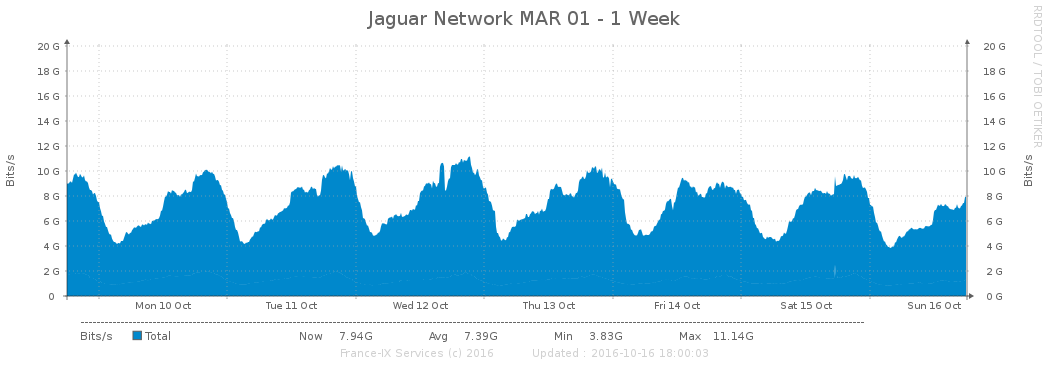 Jaguar Network MAR 01 - 1 Week
RRDTOOL / TOBI OETIKER
Bits/s
20 G 20 G
18 G 18 G
16 G 16 G
14 G 14 G
12 G 12 G
10 G 10 G
8 G 8 G
6 G 6 G
4 G 4 G
2 G 2 G
0 0 G
Bits/s
Mon 10 Oct Tue 11 Oct Wed 12 Oct Thu 13 Oct Fri 14 Oct Sat 15 Oct Sun 16 Oct
Bits/s Total Now 7.94G Avg 7.39G Min 3.83G Max 11.14G
France-IX Services (c) 2016 Updated : 2016-10-16 18:00:03